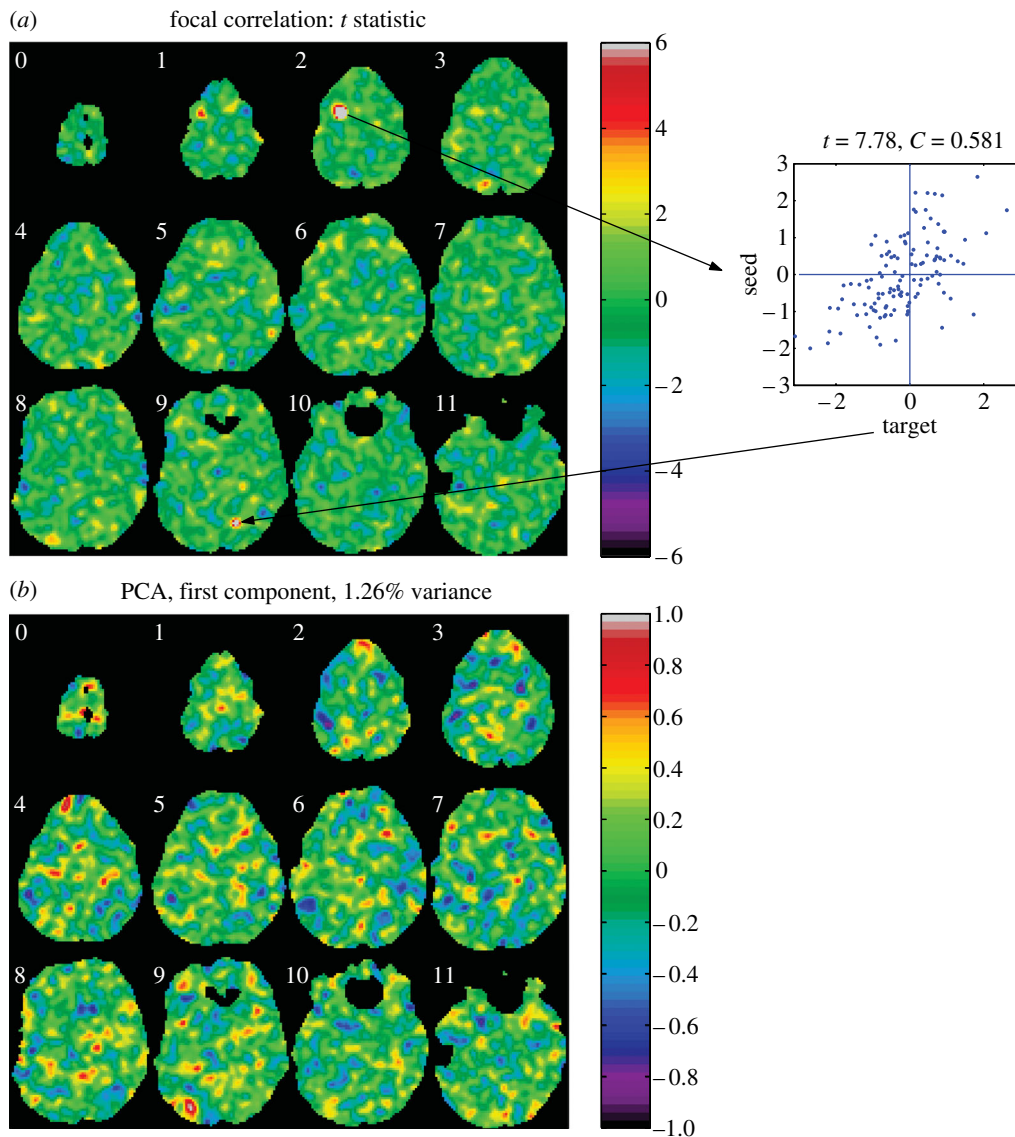 (a) focal correlation: t statistic
0 1 2 3
4 5 6 7
8 9 10 11
6
4
2
0
−2
−4
−6
t = 7.78, C = 0.581
3
2
1
0
−1
−2
−3
seed
−2 0 2
target
(b) PCA, first component, 1.26% variance
0 1 2 3
4 5 6 7
8 9 10 11
1.0
0.8
0.6
0.4
0.2
0
−0.2
−0.4
−0.6
−0.8
−1.0